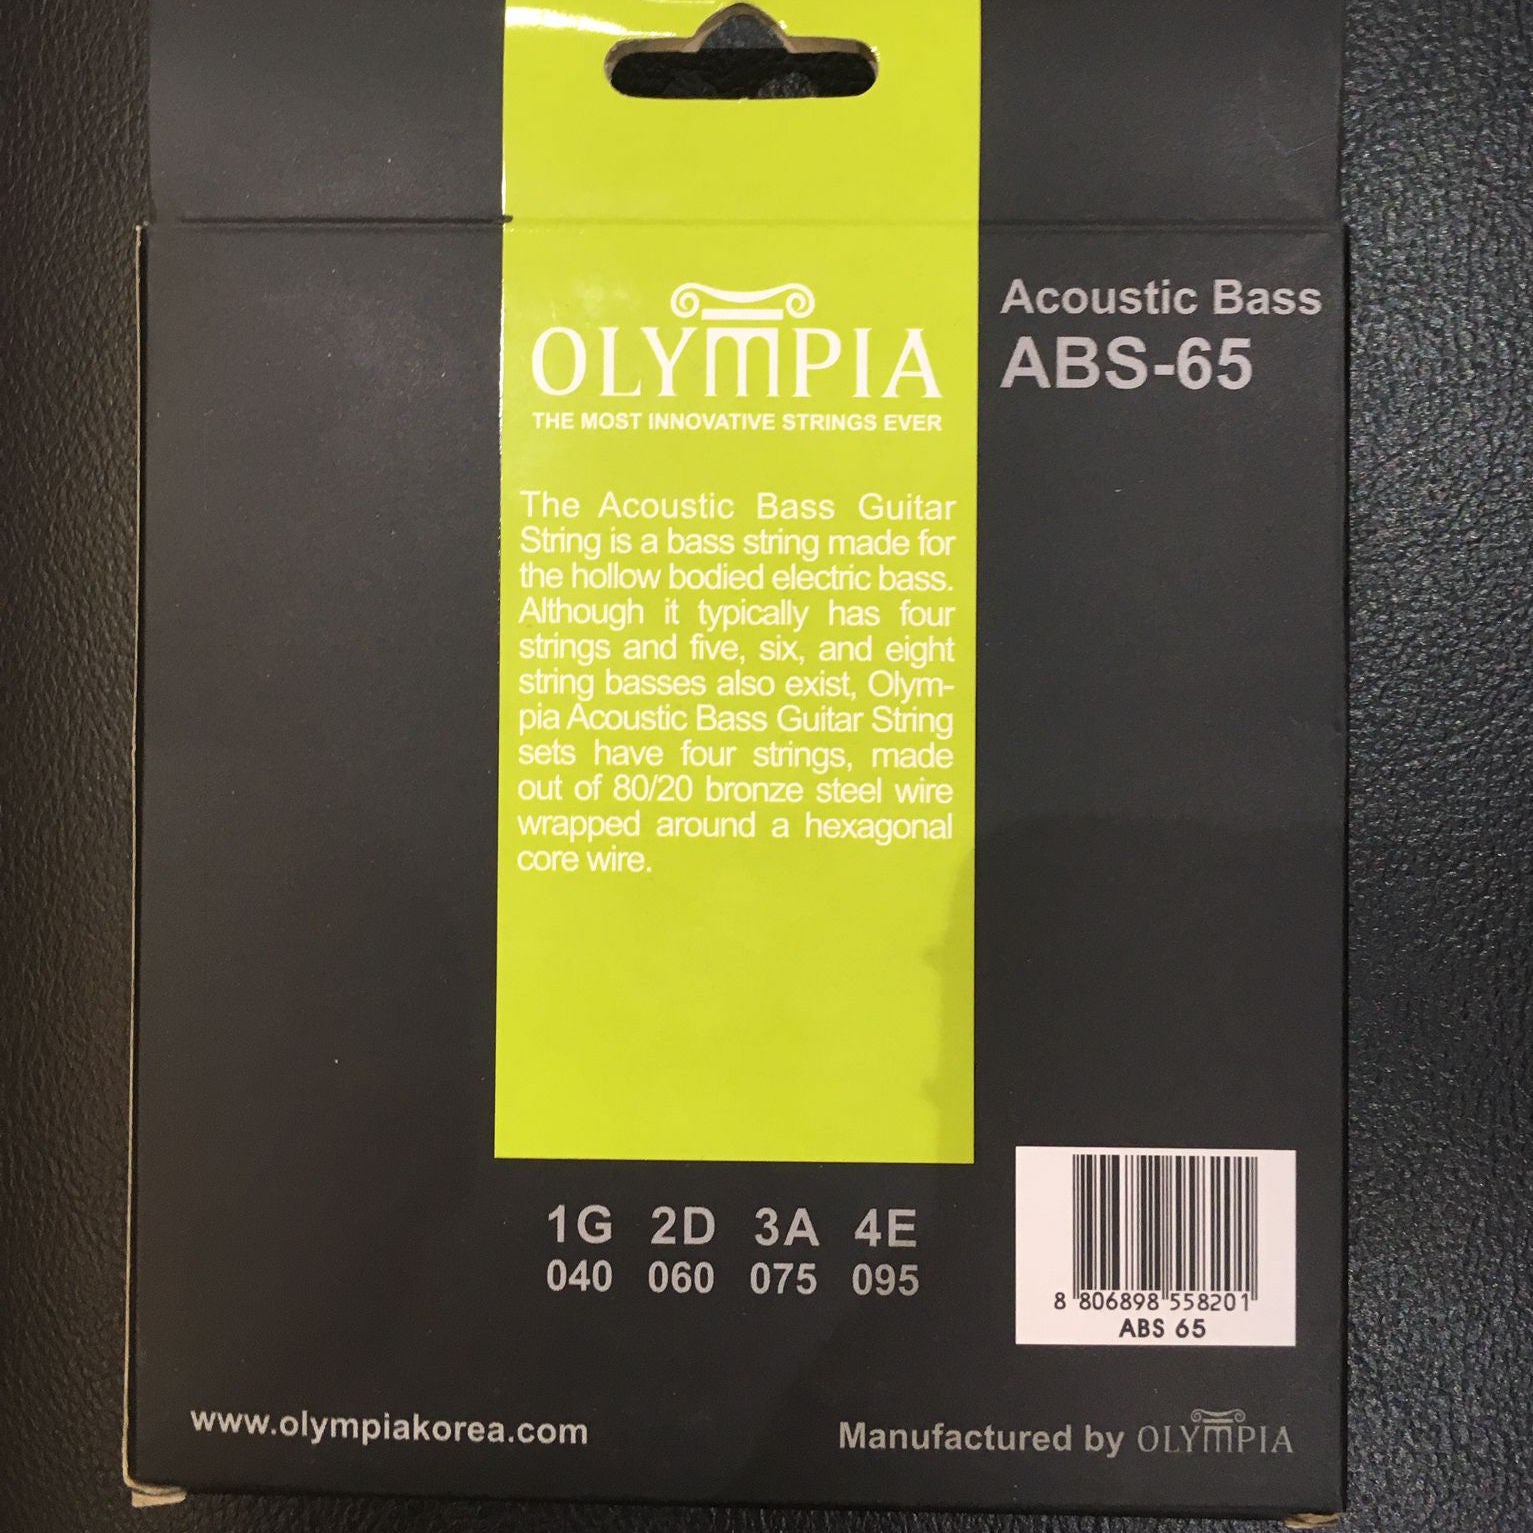 OLYMPIA
THE MOST INNOVATIVE STRINGS EVER
Acoustic Bass
ABS-65
The Acoustic Bass Guitar
String is a bass string made for
the hollow bodied electric bass.
Although it typically has four
strings and five, six, and eight
string basses also exist, Olym-
pia Acoustic Bass Guitar String
sets have four strings, made
out of 80/20 bronze steel wire
wrapped around a hexagonal
core wire.
1G 2D 3A 4E
040 060 075 095
8 806898 558201
ABS 65
www.olympiakorea.com
Manufactured by OLYMPIA